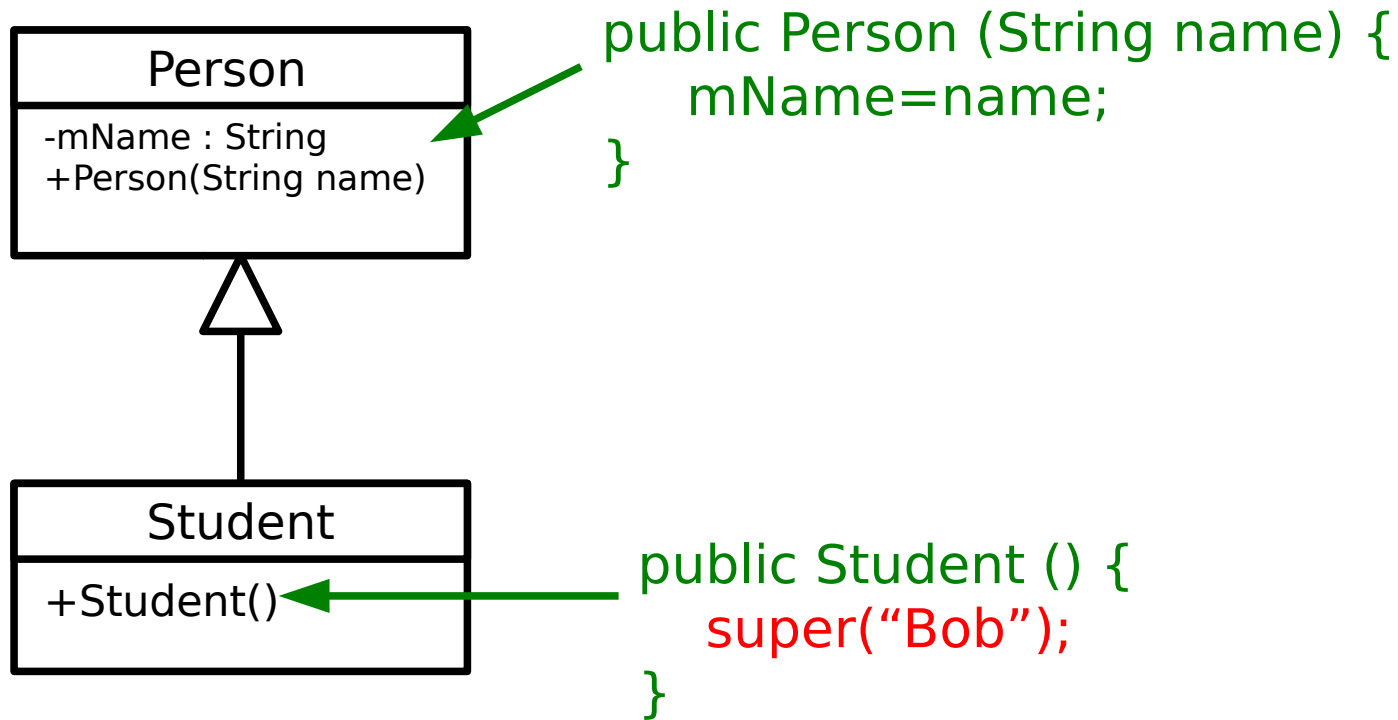 Person
-mName : String
+Person(String name)
public Person (String name) {
mName=name;
}
Student
+Student()
public Student () {
super(“Bob”);
}